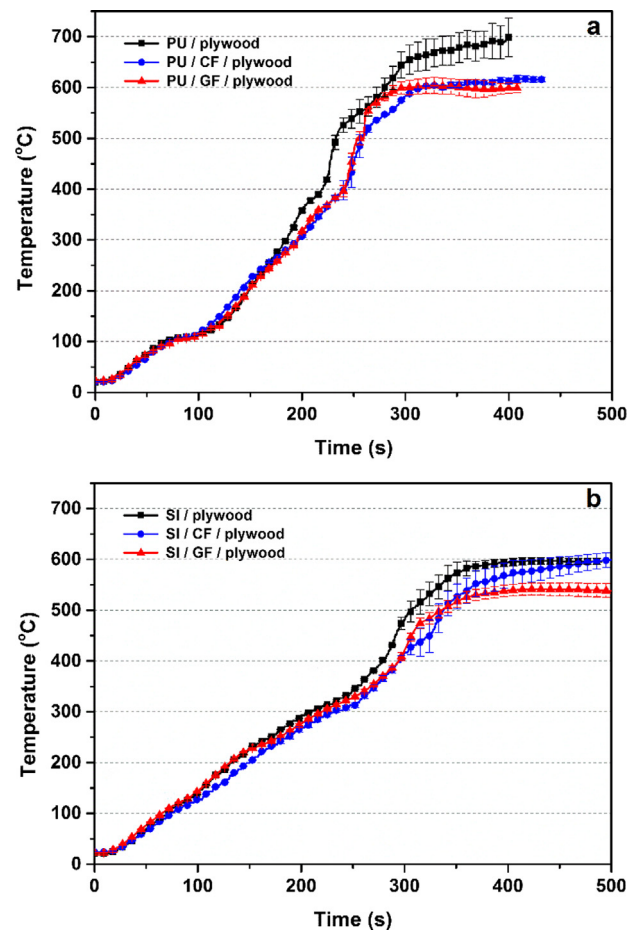 a
700
PU / plywood
PU / CF / plywood
PU / GF / plywood
600
500
400
300
200
100
0
Temperature (°C)
0 100 200 300 400 500
Time (s)
b
700
SI / plywood
SI / CF / plywood
SI / GF / plywood
600
500
400
300
200
100
0
Temperature (°C)
0 100 200 300 400 500
Time (s)